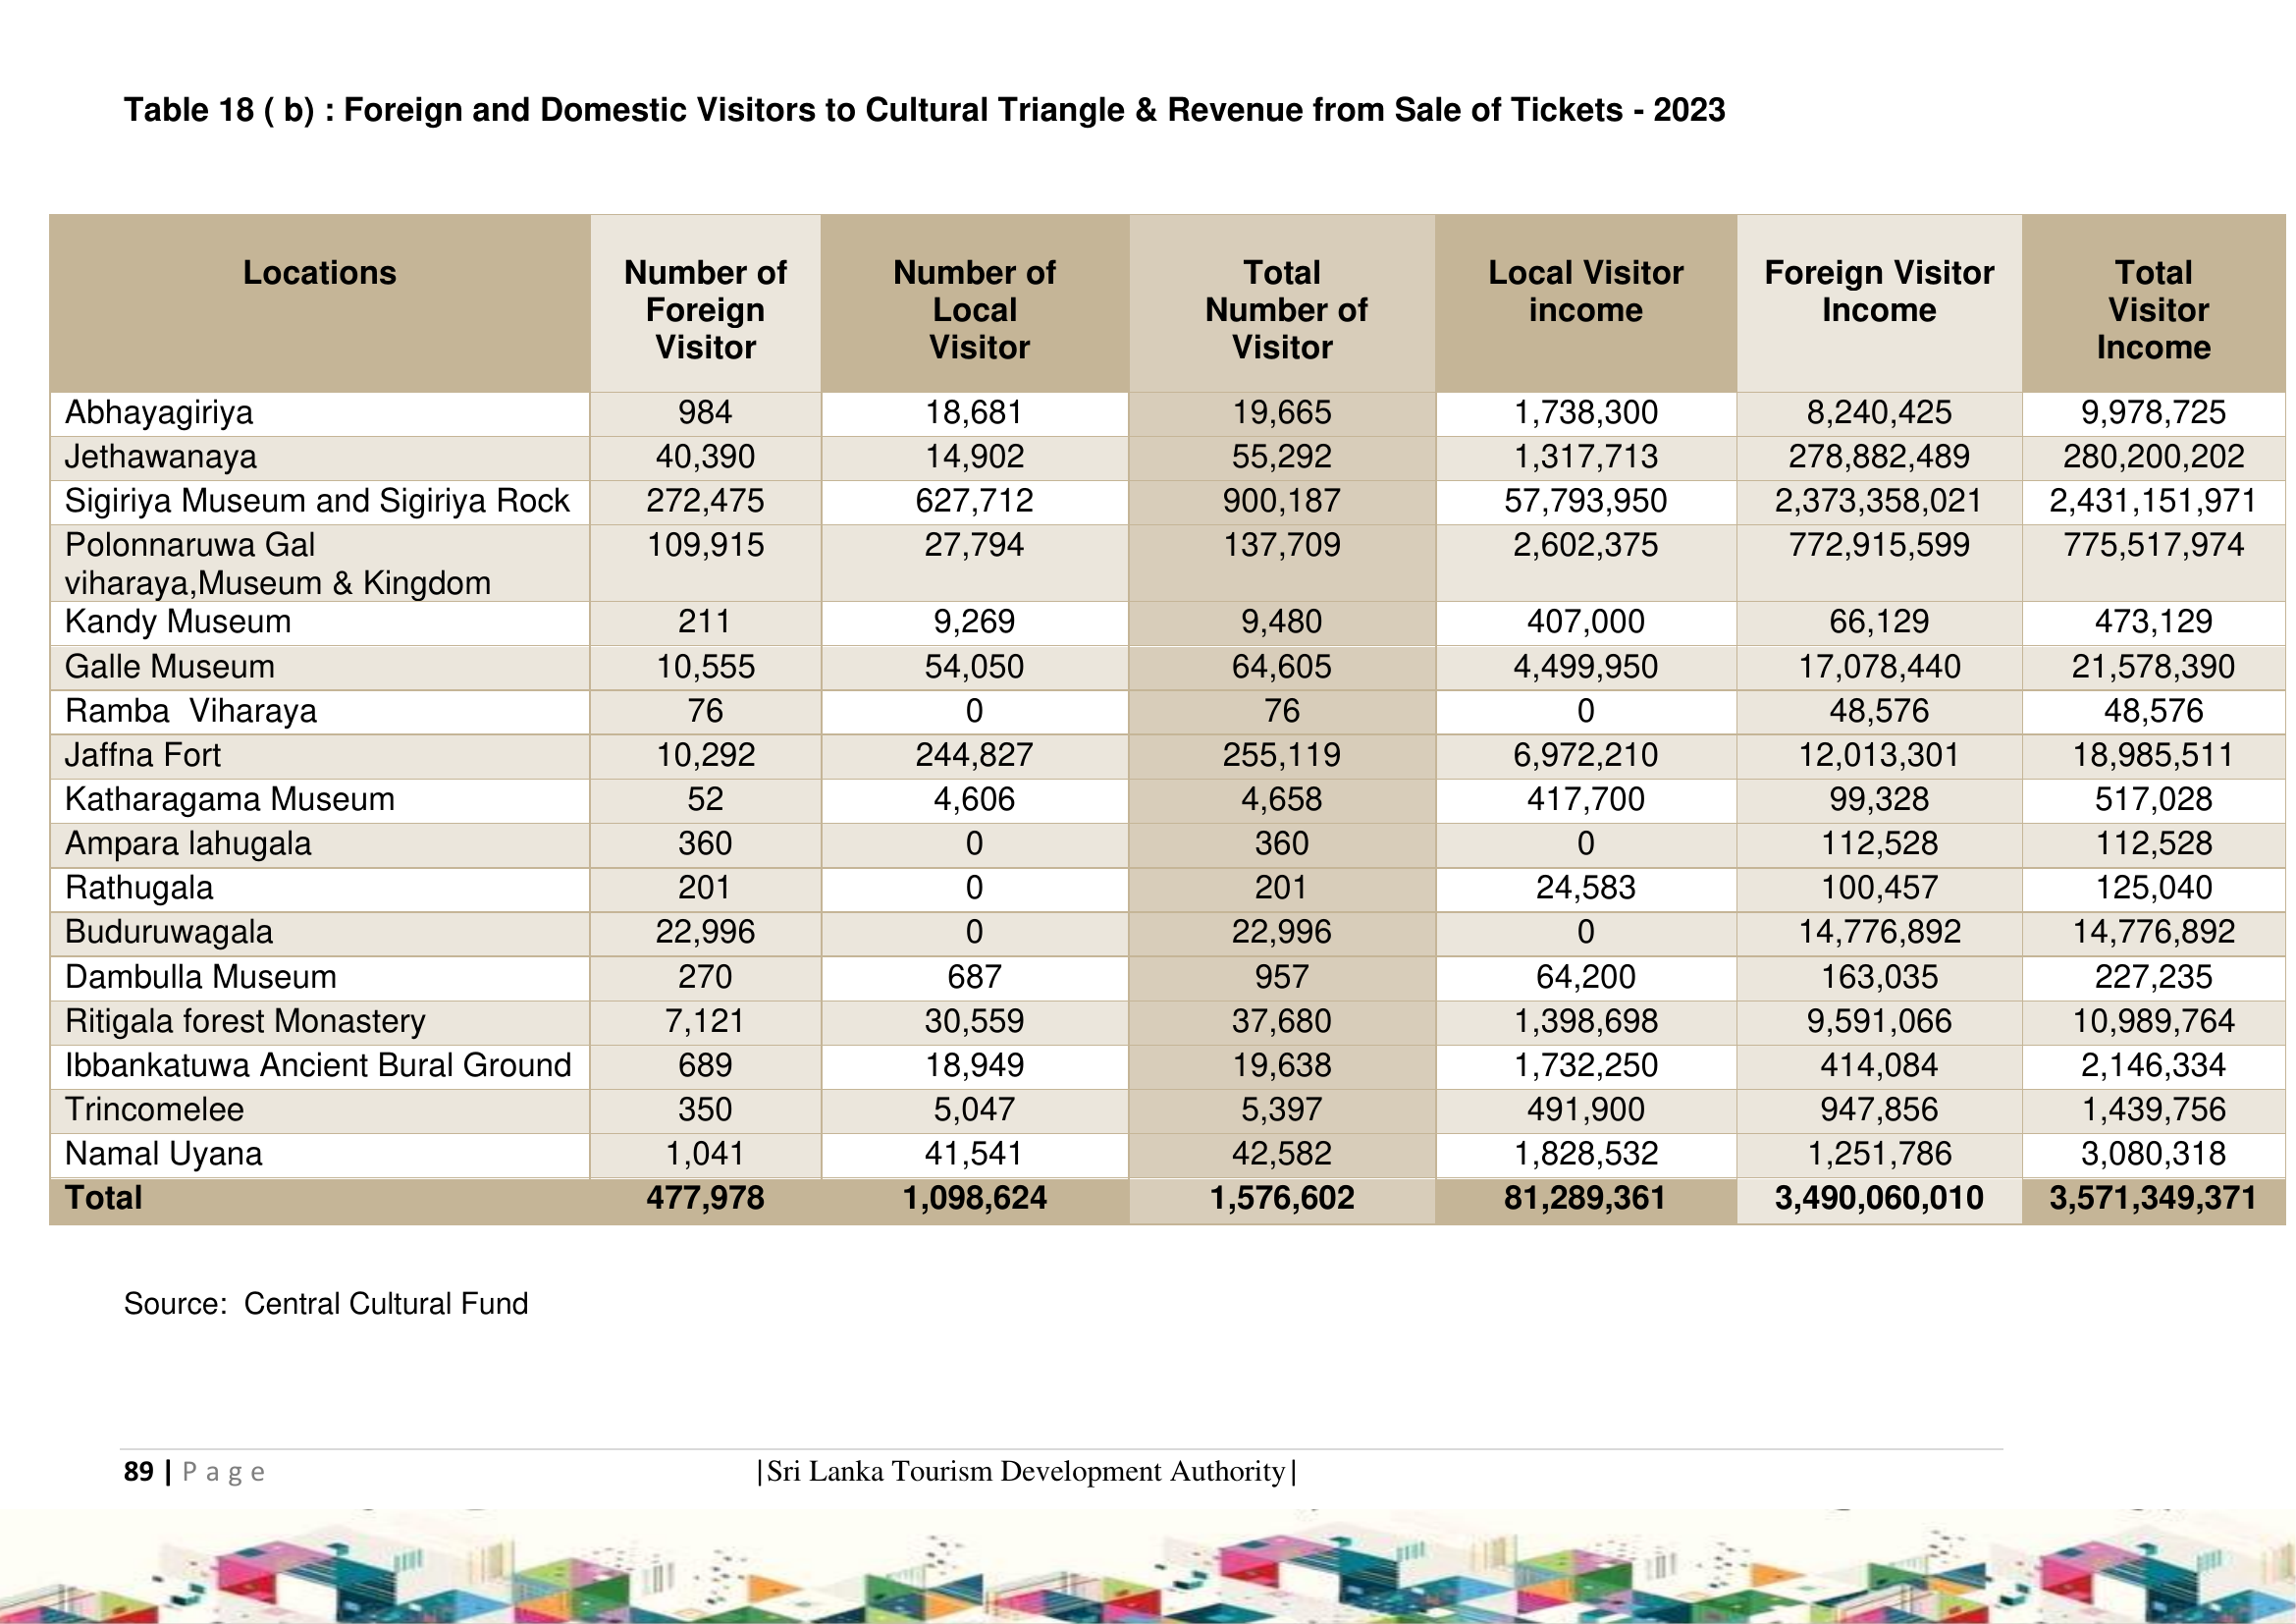 Table 18 ( b) : Foreign and Domestic Visitors to Cultural Triangle & Revenue from Sale of Tickets - 2023
Locations Number of Foreign Visitor Number of Local Visitor Total Number of Visitor Local Visitor income Foreign Visitor Income Total Visitor Income
Abhayagiriya 984 18,681 19,665 1,738,300 8,240,425 9,978,725
Jethawanaya 40,390 14,902 55,292 1,317,713 278,882,489 280,200,202
Sigiriya Museum and Sigiriya Rock 272,475 627,712 900,187 57,793,950 2,373,358,021 2,431,151,971
Polonnaruwa Gal 109,915 27,794 137,709 2,602,375 772,915,599 775,517,974
viharaya,Museum & Kingdom
Kandy Museum 211 9,269 9,480 407,000 66,129 473,129
Galle Museum 10,555 54,050 64,605 4,499,950 17,078,440 21,578,390
Ramba  Viharaya 76 0 76 0 48,576 48,576
Jaffna Fort 10,292 244,827 255,119 6,972,210 12,013,301 18,985,511
Katharagama Museum 52 4,606 4,658 417,700 99,328 517,028
Ampara lahugala 360 0 360 0 112,528 112,528
Rathugala 201 0 201 24,583 100,457 125,040
Buduruwagala 22,996 0 22,996 0 14,776,892 14,776,892
Dambulla Museum 270 687 957 64,200 163,035 227,235
Ritigala forest Monastery 7,121 30,559 37,680 1,398,698 9,591,066 10,989,764
Ibbankatuwa Ancient Bural Ground 689 18,949 19,638 1,732,250 414,084 2,146,334
Trincomelee 350 5,047 5,397 491,900 947,856 1,439,756
Namal Uyana 1,041 41,541 42,582 1,828,532 1,251,786 3,080,318
Total 477,978 1,098,624 1,576,602 81,289,361 3,490,060,010 3,571,349,371
Source:  Central Cultural Fund
89 | Page |Sri Lanka Tourism Development Authority|